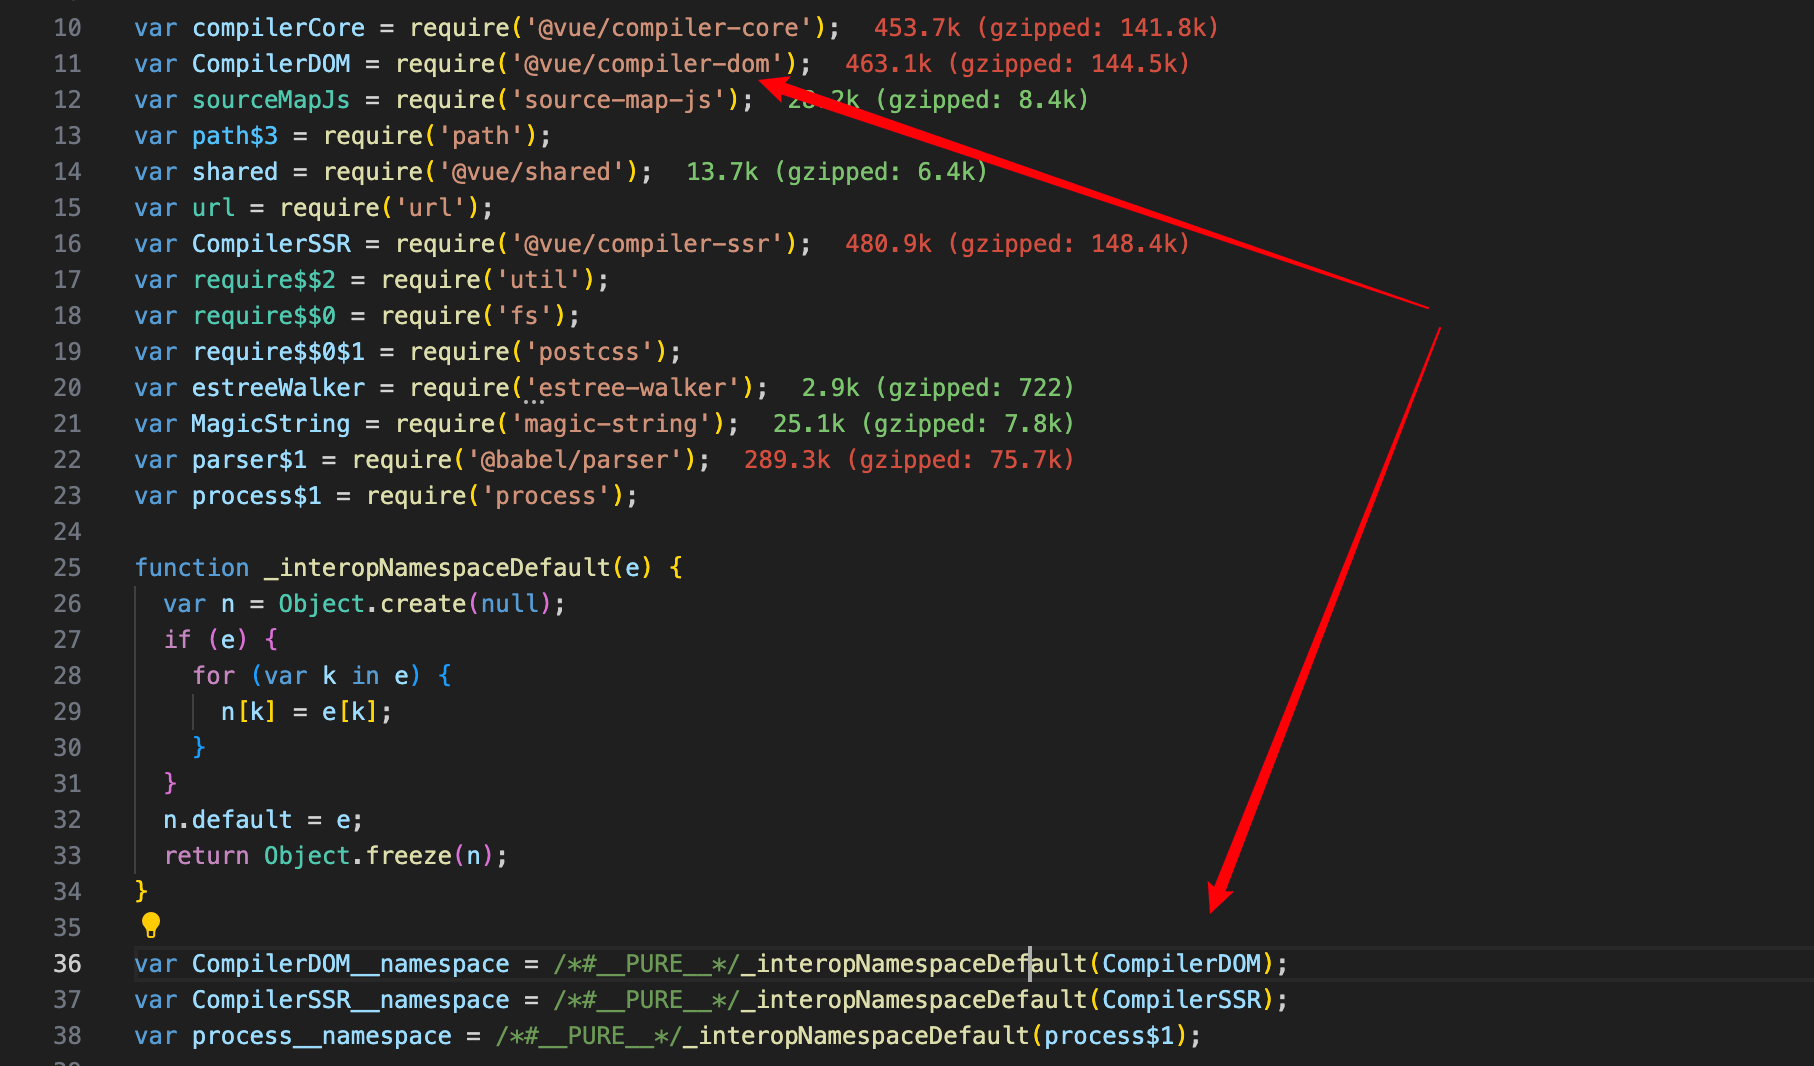 10 var compilerCore = require('@vue/compiler-core'); 453.7k (gzipped: 141.8k)
11 var CompilerDOM = require('@vue/compiler-dom'); 463.1k (gzipped: 144.5k)
12 var sourceMapJs = require('source-map-js'); 28.2k (gzipped: 8.4k)
13 var path$3 = require('path');
14 var shared = require('@vue/shared'); 13.7k (gzipped: 6.4k)
15 var url = require('url');
16 var CompilerSSR = require('@vue/compiler-ssr'); 480.9k (gzipped: 148.4k)
17 var require$$2 = require('util');
18 var require$$0 = require('fs');
19 var require$$0$1 = require('postcss');
20 var estreeWalker = require('estree-walker'); 2.9k (gzipped: 722)
21 var MagicString = require('magic-string'); 25.1k (gzipped: 7.8k)
22 var parser$1 = require('@babel/parser'); 289.3k (gzipped: 75.7k)
23 var process$1 = require('process');
24
25 function _interopNamespaceDefault(e) {
26 var n = Object.create(null);
27 if (e) {
28 for (var k in e) {
29 n[k] = e[k];
30 }
31 }
32 n.default = e;
33 return Object.freeze(n);
34 }
35
36 var CompilerDOM__namespace = /*#__PURE__*/_interopNamespaceDefault(CompilerDOM);
37 var CompilerSSR__namespace = /*#__PURE__*/_interopNamespaceDefault(CompilerSSR);
38 var process__namespace = /*#__PURE__*/_interopNamespaceDefault(process$1);